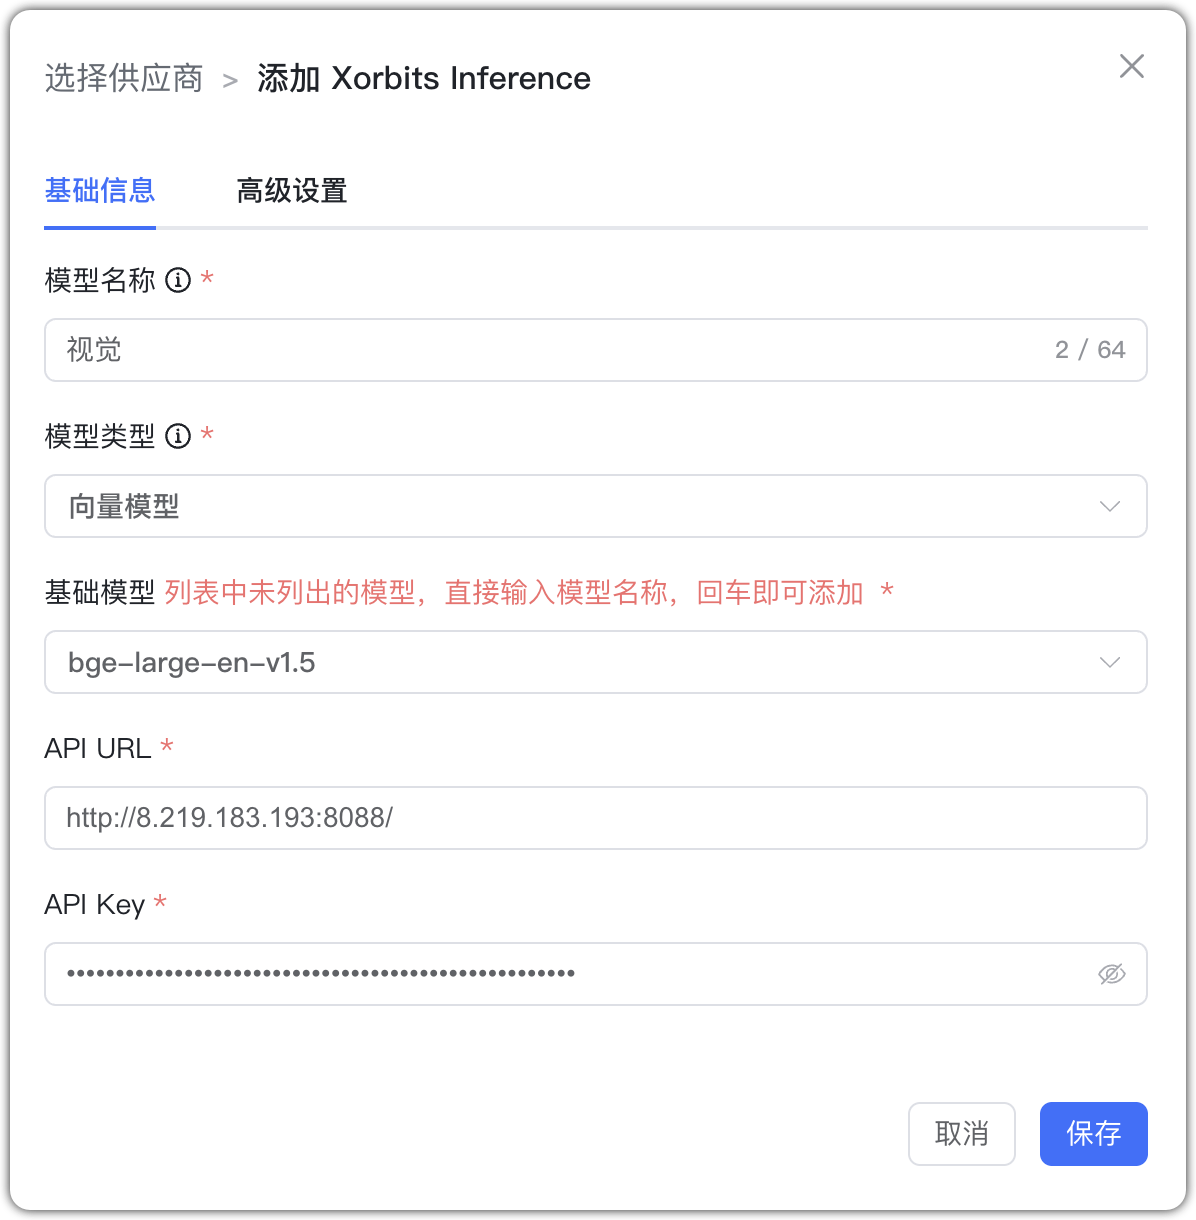 选择供应商 > 添加 Xorbits Inference
基础信息 高级设置
模型名称 *
视觉 2 / 64
模型类型 *
向量模型
基础模型 列表中未列出的模型，直接输入模型名称，回车即可添加 *
bge-large-en-v1.5
API URL *
http://8.219.183.193:8088/
API Key *
••••••••••••••••••••••••••••••••••••••••••••••••••••
取消 保存